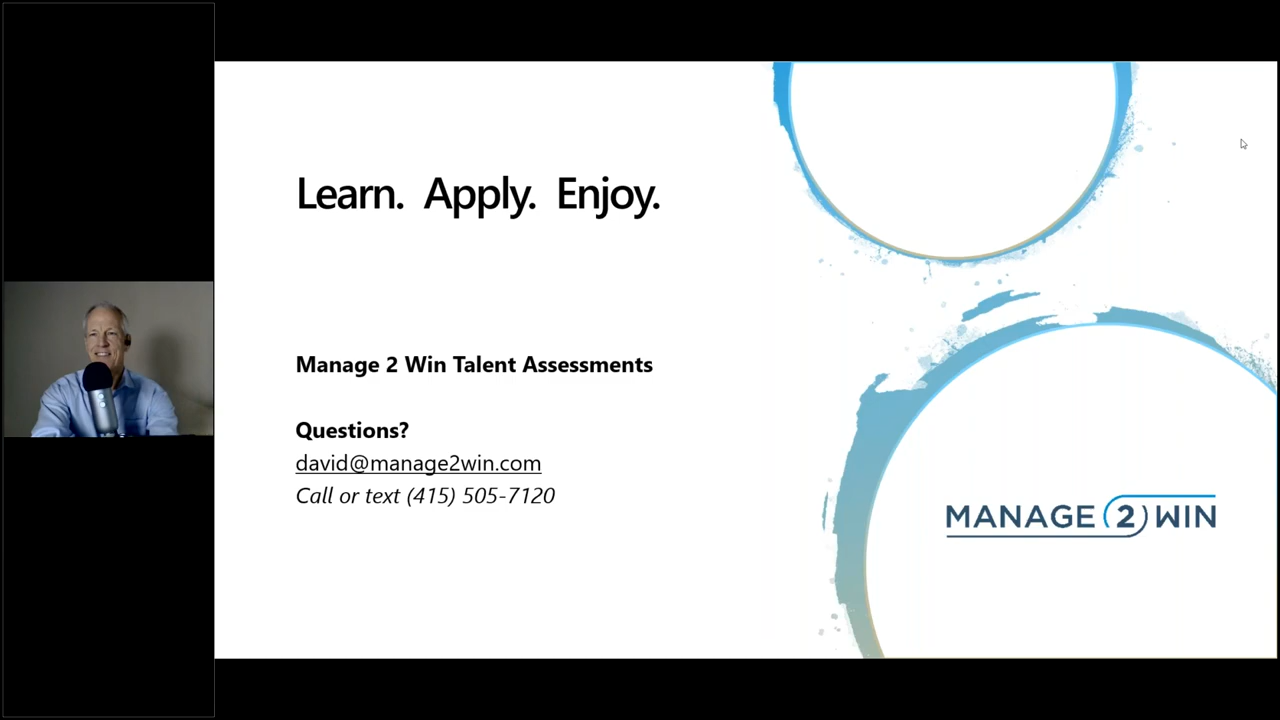 Learn. Apply. Enjoy.
Manage 2 Win Talent Assessments
Questions?
david@manage2win.com
Call or text (415) 505-7120
MANAGE 2 WIN